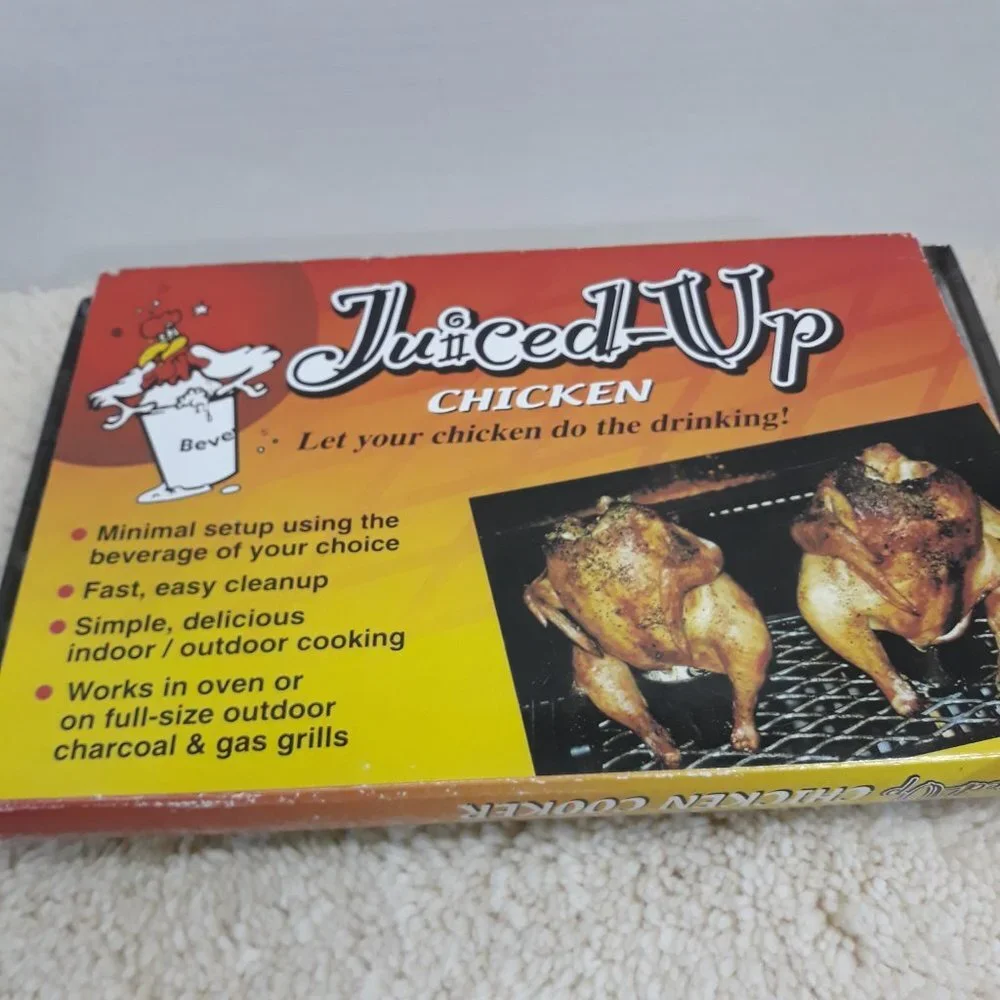 Juiced-Up
CHICKEN
Let your chicken do the drinking!
Beve
• Minimal setup using the
beverage of your choice
• Fast, easy cleanup
• Simple, delicious
indoor / outdoor cooking
• Works in oven or
on full-size outdoor
charcoal & gas grills
ed-Up CHICKEN COOKER